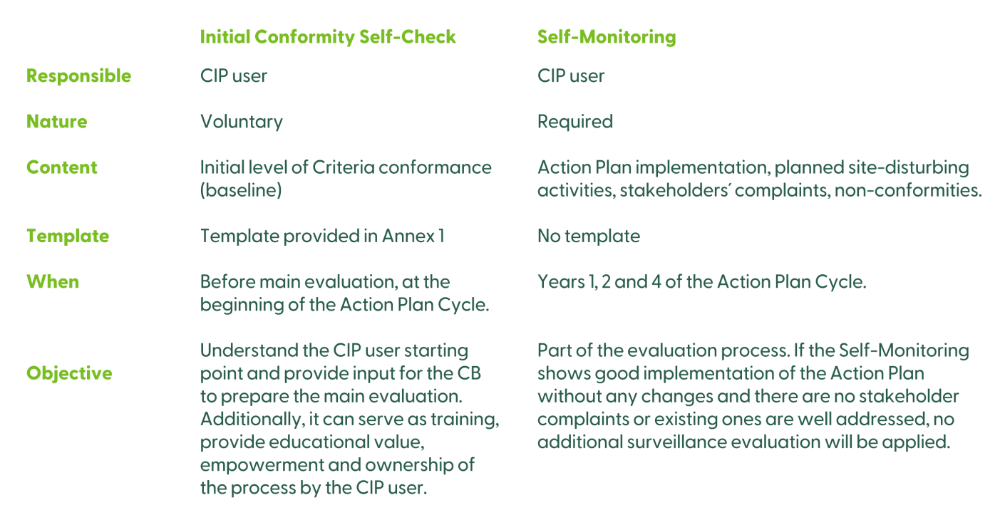 Initial Conformity Self-Check Self-Monitoring
Responsible CIP user CIP user
Nature Voluntary Required
Content Initial level of Criteria conformance Action Plan implementation, planned site-disturbing
(baseline) activities, stakeholders´ complaints, non-conformities.
Template Template provided in Annex 1 No template
When Before main evaluation, at the Years 1, 2 and 4 of the Action Plan Cycle.
beginning of the Action Plan Cycle.
Understand the CIP user starting Part of the evaluation process. If the Self-Monitoring
Objective point and provide input for the CB shows good implementation of the Action Plan
to prepare the main evaluation. without any changes and there are no stakeholder
Additionally, it can serve as training, complaints or existing ones are well addressed, no
provide educational value, additional surveillance evaluation will be applied.
empowerment and ownership of
the process by the CIP user.